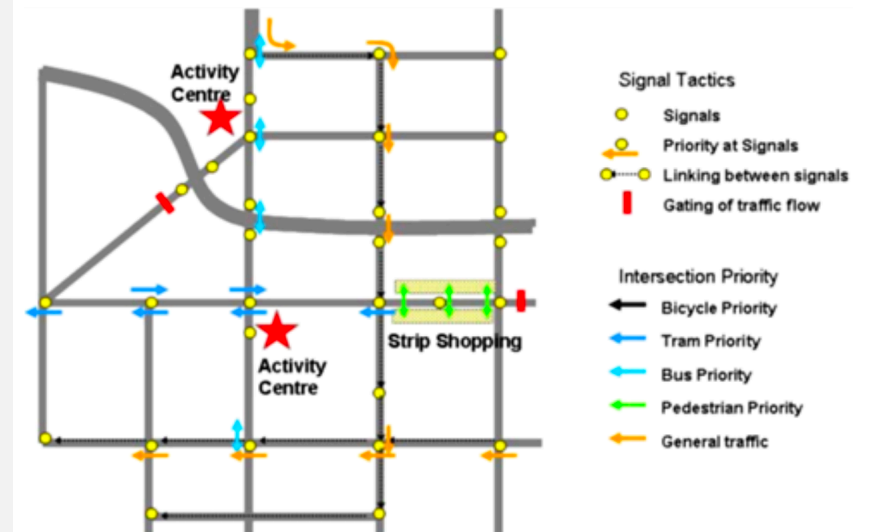 Activity
Centre
Activity
Centre
Strip Shopping
Signal Tactics
Signals
Priority at Signals
Linking between signals
Gating of traffic flow
Intersection Priority
Bicycle Priority
Tram Priority
Bus Priority
Pedestrian Priority
General traffic